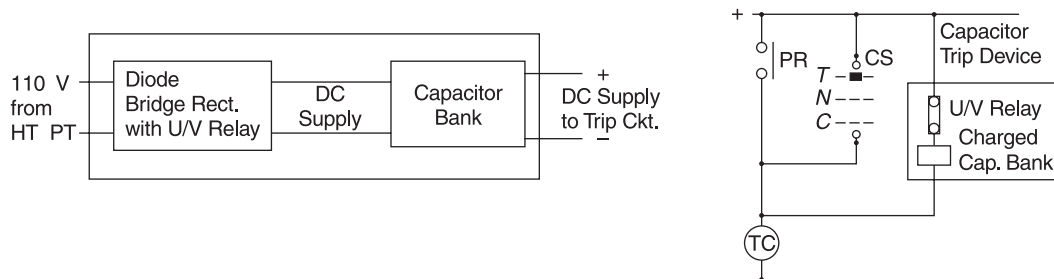 110 V
from
HT PT
Diode
Bridge Rect.
with U/V Relay
DC
Supply
Capacitor
Bank
+
DC Supply
to Trip Ckt.
–
+
PR
CS
T
N
C
Capacitor
Trip Device
U/V Relay
Charged
Cap. Bank
TC